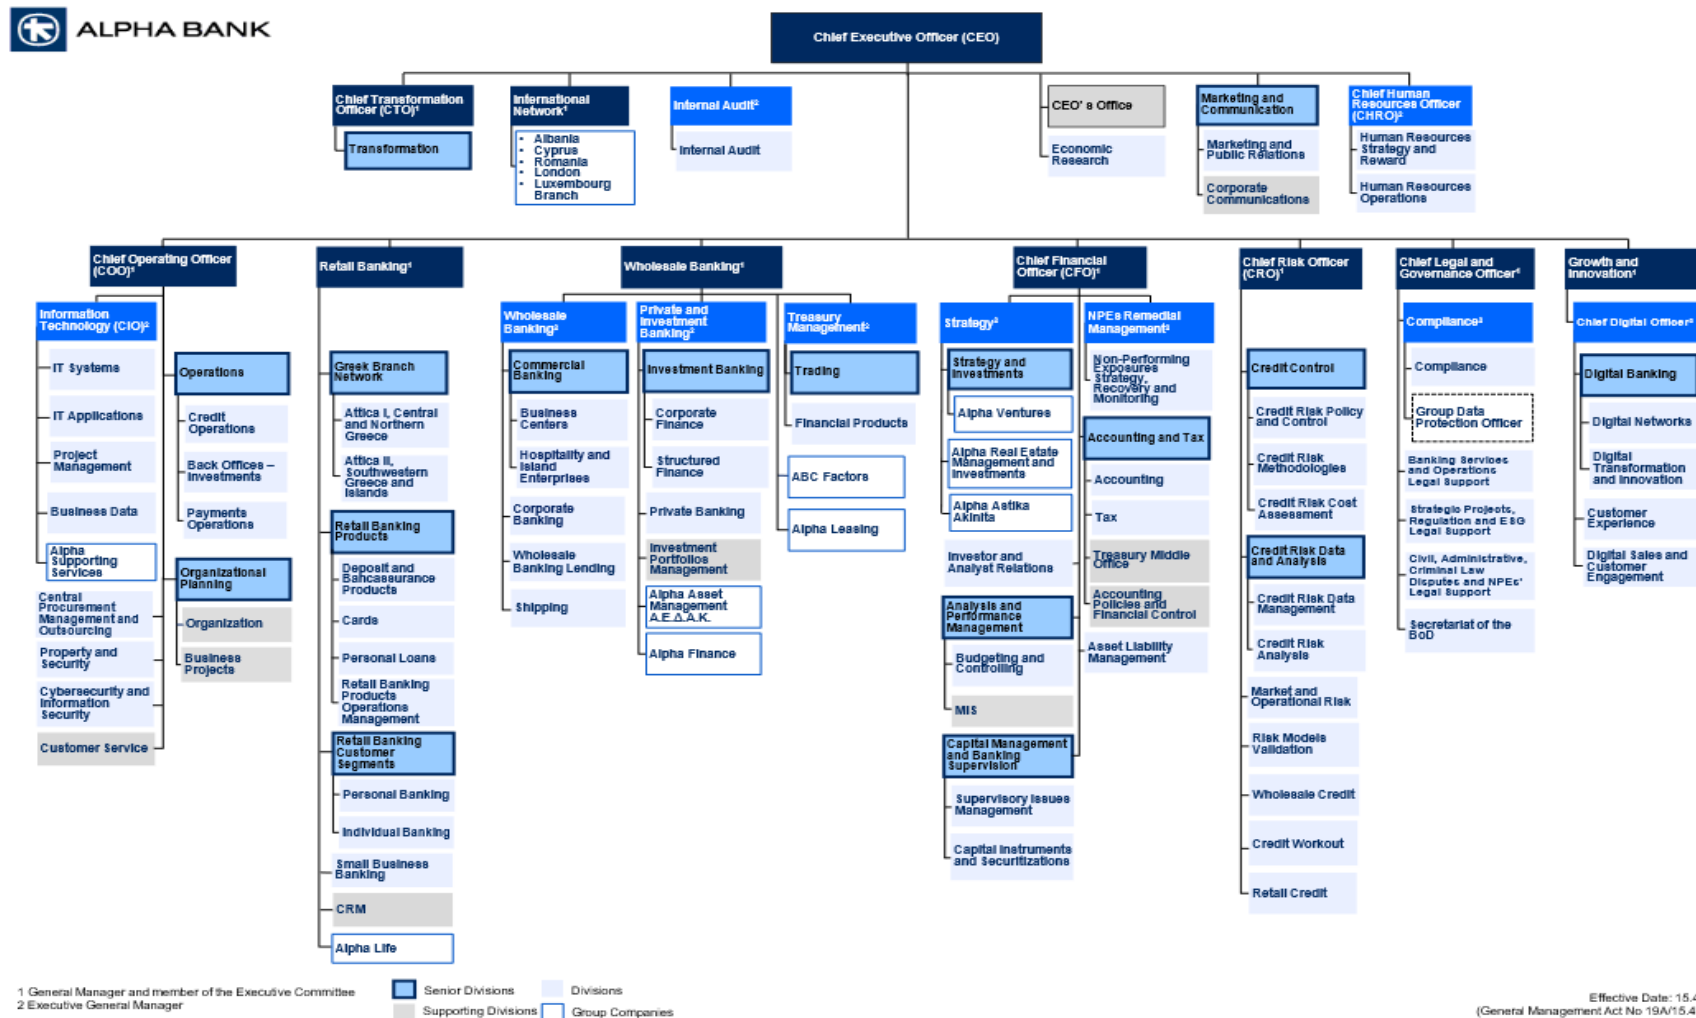 ALPHA BANK
Chief Executive Officer (CEO)
Chief Transformation
Officer (CTO)¹
Transformation
International
Network¹
• Albania
• Cyprus
• Romania
• London
• Luxembourg
Branch
Internal Audit²
Internal Audit
CEO' s Office
Economic
Research
Marketing and
Communication
Marketing and
Public Relations
Corporate
Communications
Chief Human
Resources Officer
(CHRO)²
Human Resources
Strategy and
Reward
Human Resources
Operations
Chief Operating Officer
(COO)¹
Information
Technology (CIO)²
IT Systems
IT Applications
Project
Management
Business Data
Alpha
Supporting
Services
Central
Procurement
Management and
Outsourcing
Property and
Security
Cybersecurity and
Information
Security
Customer Service
Operations
Credit
Operations
Back Offices –
Investments
Payments
Operations
Organizational
Planning
Organization
Business
Projects
Retail Banking¹
Greek Branch
Network
Attica I, Central
and Northern
Greece
Attica II,
Southwestern
Greece and
Islands
Retail Banking
Products
Deposit and
Bancassurance
Products
Cards
Personal Loans
Retail Banking
Products
Operations
Management
Retail Banking
Customer
Segments
Personal Banking
Individual Banking
Small Business
Banking
CRM
Alpha Life
Wholesale Banking¹
Wholesale
Banking²
Commercial
Banking
Business
Centers
Hospitality and
Island
Enterprises
Corporate
Banking
Wholesale
Banking Lending
Shipping
Private and
Investment
Banking²
Investment Banking
Corporate
Finance
Structured
Finance
Private Banking
Investment
Portfolios
Management
Alpha Asset
Management
Α.Ε.Δ.Α.Κ.
Alpha Finance
Treasury
Management²
Trading
Financial Products
ABC Factors
Alpha Leasing
Chief Financial
Officer (CFO)¹
Strategy²
Strategy and
Investments
Alpha Ventures
Alpha Real Estate
Management and
Investments
Alpha Astika
Akinita
Investor and
Analyst Relations
Analysis and
Performance
Management
Budgeting and
Controlling
MIS
Capital Management
and Banking
Supervision
Supervisory Issues
Management
Capital Instruments
and Securitizations
NPEs Remedial
Management²
Non-Performing
Exposures
Strategy,
Recovery and
Monitoring
Accounting and Tax
Accounting
Tax
Treasury Middle
Office
Accounting
Policies and
Financial Control
Asset Liability
Management
Chief Risk Officer
(CRO)¹
Credit Control
Credit Risk Policy
and Control
Credit Risk
Methodologies
Credit Risk Cost
Assessment
Credit Risk Data
and Analysis
Credit Risk Data
Management
Credit Risk
Analysis
Market and
Operational Risk
Risk Models
Validation
Wholesale Credit
Credit Workout
Retail Credit
Chief Legal and
Governance Officer¹
Compliance²
Compliance
Group Data
Protection Officer
Banking Services
and Operations
Legal Support
Strategic Projects,
Regulation and ESG
Legal Support
Civil, Administrative,
Criminal Law
Disputes and NPEs'
Legal Support
Secretariat of the
BoD
Growth and
Innovation¹
Chief Digital Officer²
Digital Banking
Digital Networks
Digital
Transformation
and Innovation
Customer
Experience
Digital Sales and
Customer
Engagement
1 General Manager and member of the Executive Committee
2 Executive General Manager
Senior Divisions
Divisions
Supporting Divisions
Group Companies
Effective Date: 15.4
(General Management Act No 19A/15.4